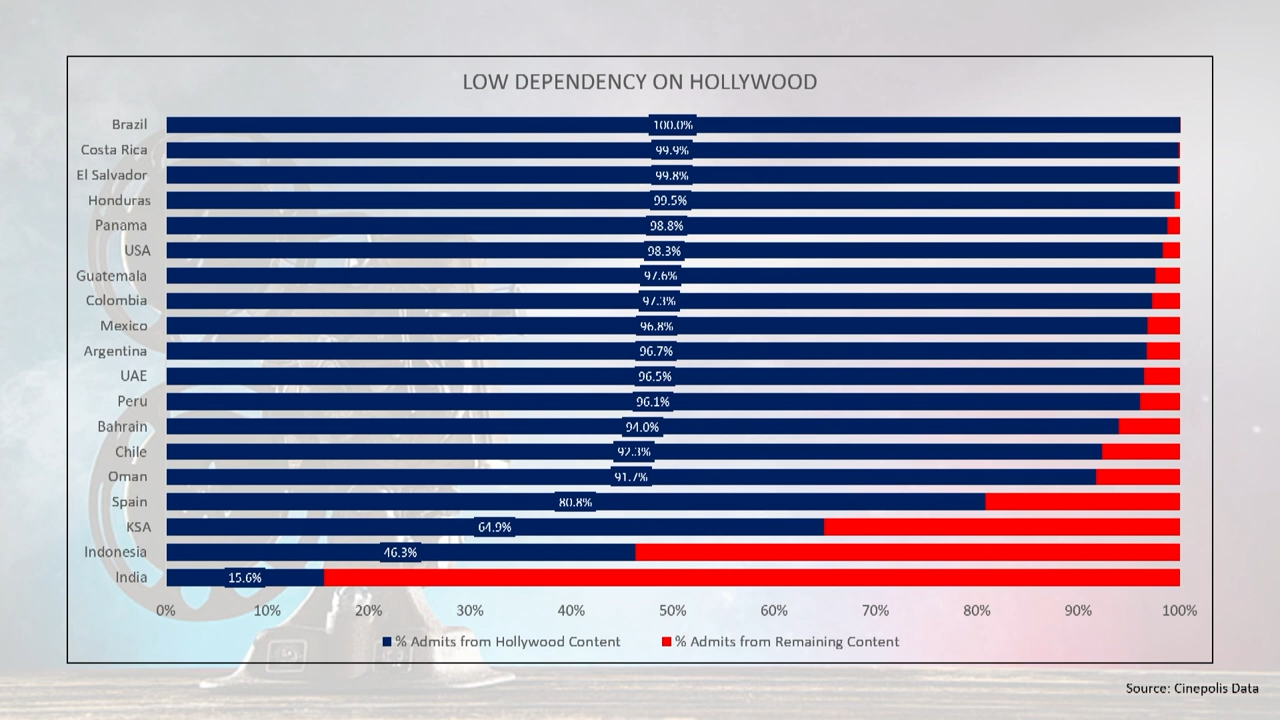 LOW DEPENDENCY ON HOLLYWOOD
Brazil 100.0%
Costa Rica 99.9%
El Salvador 99.8%
Honduras 99.5%
Panama 98.8%
USA 98.3%
Guatemala 97.6%
Colombia 97.3%
Mexico 96.8%
Argentina 96.7%
UAE 96.5%
Peru 96.1%
Bahrain 94.0%
Chile 92.3%
Oman 91.7%
Spain 80.8%
KSA 64.9%
Indonesia 46.3%
India 15.6%
0% 10% 20% 30% 40% 50% 60% 70% 80% 90% 100%
% Admits from Hollywood Content % Admits from Remaining Content
Source: Cinepolis Data